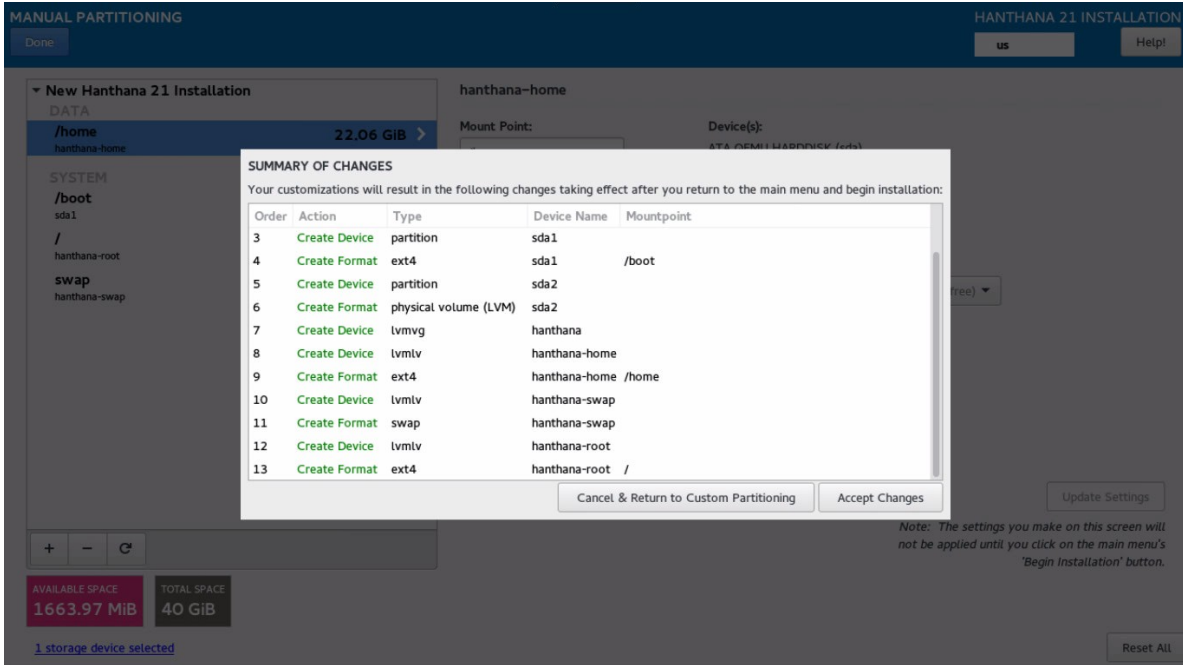 MANUAL PARTITIONING
HANTHANA 21 INSTALLATION
Done
us
Help!
New Hanthana 21 Installation
hanthana-home
DATA
/home
22.06 GiB
hanthana-home
Mount Point:
Device(s):
ATA QEMU HARDDISK (sda)
SYSTEM
/boot
sda1
/
hanthana-root
swap
hanthana-swap
free)
SUMMARY OF CHANGES
Your customizations will result in the following changes taking effect after you return to the main menu and begin installation:
Order Action Type Device Name Mountpoint
3 Create Device partition sda1
4 Create Format ext4 sda1 /boot
5 Create Device partition sda2
6 Create Format physical volume (LVM) sda2
7 Create Device lvmvg hanthana
8 Create Device lvmlv hanthana-home
9 Create Format ext4 hanthana-home /home
10 Create Device lvmlv hanthana-swap
11 Create Format swap hanthana-swap
12 Create Device lvmlv hanthana-root
13 Create Format ext4 hanthana-root /
Cancel & Return to Custom Partitioning
Accept Changes
Update Settings
Note: The settings you make on this screen will
not be applied until you click on the main menu's
'Begin Installation' button.
AVAILABLE SPACE
1663.97 MiB
TOTAL SPACE
40 GiB
1 storage device selected
Reset All